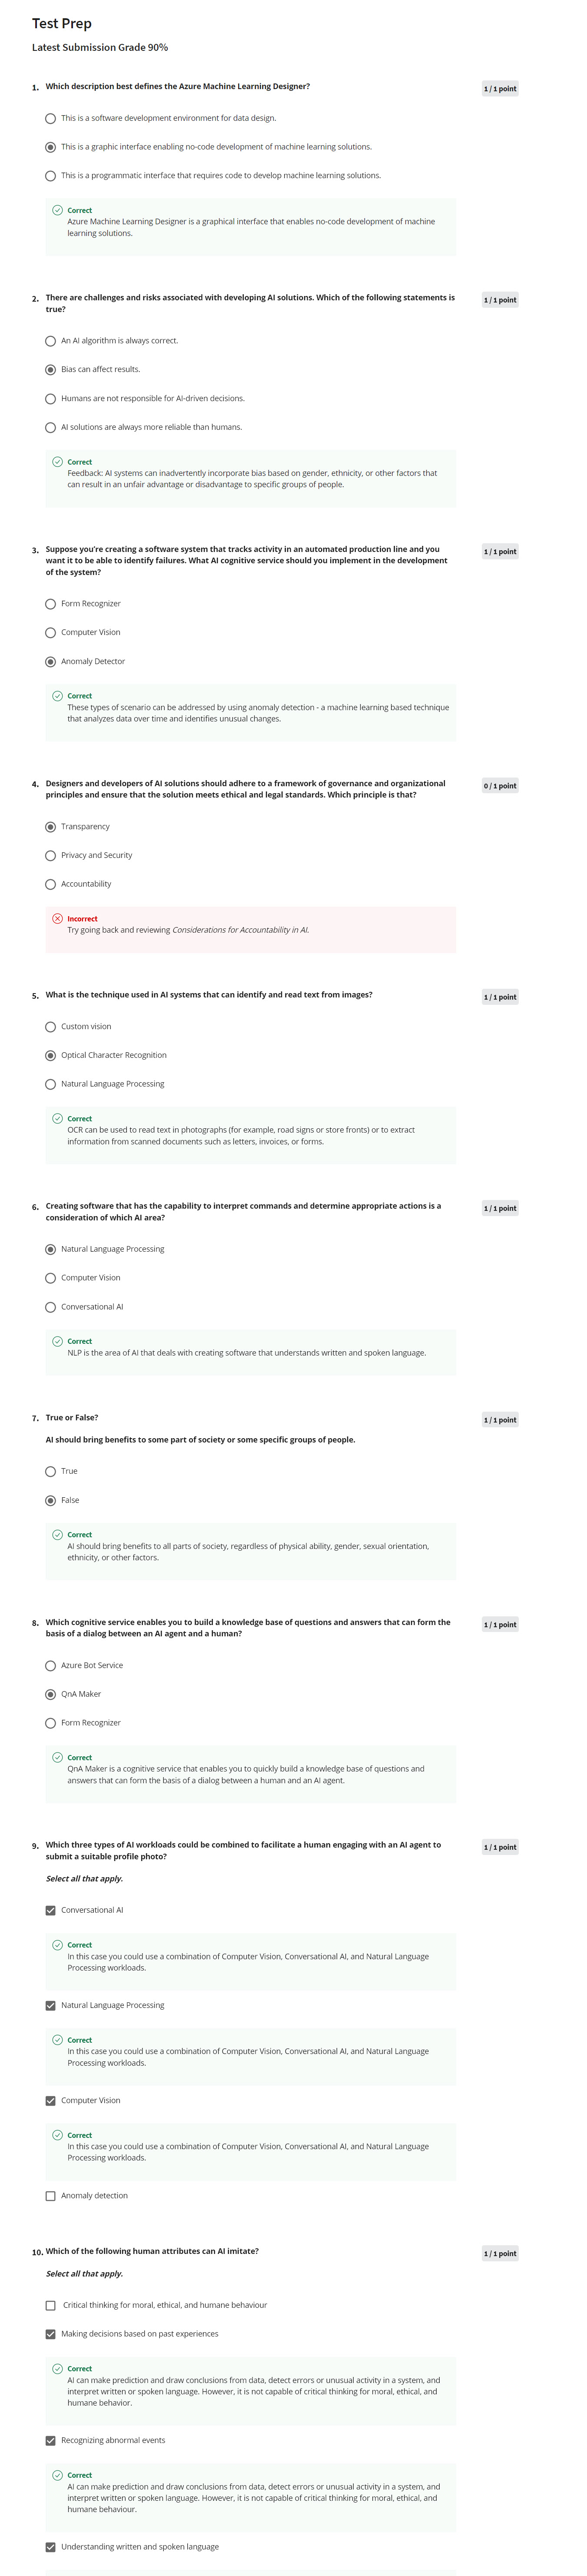 Test Prep
Latest Submission Grade 90%
1. Which description best defines the Azure Machine Learning Designer?
1 / 1 point
This is a software development environment for data design.
This is a graphic interface enabling no-code development of machine learning solutions.
This is a programmatic interface that requires code to develop machine learning solutions.
Correct
Azure Machine Learning Designer is a graphical interface that enables no-code development of machine
learning solutions.
2. There are challenges and risks associated with developing AI solutions. Which of the following statements is
true?
1 / 1 point
An AI algorithm is always correct.
Bias can affect results.
Humans are not responsible for AI-driven decisions.
AI solutions are always more reliable than humans.
Correct
Feedback: AI systems can inadvertently incorporate bias based on gender, ethnicity, or other factors that
can result in an unfair advantage or disadvantage to specific groups of people.
3. Suppose you're creating a software system that tracks activity in an automated production line and you
want it to be able to identify failures. What AI cognitive service should you implement in the development
of the system?
1 / 1 point
Form Recognizer
Computer Vision
Anomaly Detector
Correct
These types of scenario can be addressed by using anomaly detection - a machine learning based technique
that analyzes data over time and identifies unusual changes.
4. Designers and developers of AI solutions should adhere to a framework of governance and organizational
principles and ensure that the solution meets ethical and legal standards. Which principle is that?
0 / 1 point
Transparency
Privacy and Security
Accountability
Incorrect
Try going back and reviewing Considerations for Accountability in AI.
5. What is the technique used in AI systems that can identify and read text from images?
1 / 1 point
Custom vision
Optical Character Recognition
Natural Language Processing
Correct
OCR can be used to read text in photographs (for example, road signs or store fronts) or to extract
information from scanned documents such as letters, invoices, or forms.
6. Creating software that has the capability to interpret commands and determine appropriate actions is a
consideration of which AI area?
1 / 1 point
Natural Language Processing
Computer Vision
Conversational AI
Correct
NLP is the area of AI that deals with creating software that understands written and spoken language.
7. True or False?
1 / 1 point
AI should bring benefits to some part of society or some specific groups of people.
True
False
Correct
AI should bring benefits to all parts of society, regardless of physical ability, gender, sexual orientation,
ethnicity, or other factors.
8. Which cognitive service enables you to build a knowledge base of questions and answers that can form the
basis of a dialog between an AI agent and a human?
1 / 1 point
Azure Bot Service
QnA Maker
Form Recognizer
Correct
QnA Maker is a cognitive service that enables you to quickly build a knowledge base of questions and
answers that can form the basis of a dialog between a human and an AI agent.
9. Which three types of AI workloads could be combined to facilitate a human engaging with an AI agent to
submit a suitable profile photo?
1 / 1 point
Select all that apply.
Conversational AI
Correct
In this case you could use a combination of Computer Vision, Conversational AI, and Natural Language
Processing workloads.
Natural Language Processing
Correct
In this case you could use a combination of Computer Vision, Conversational AI, and Natural Language
Processing workloads.
Computer Vision
Correct
In this case you could use a combination of Computer Vision, Conversational AI, and Natural Language
Processing workloads.
Anomaly detection
10. Which of the following human attributes can AI imitate?
1 / 1 point
Select all that apply.
Critical thinking for moral, ethical, and humane behaviour
Making decisions based on past experiences
Correct
AI can make prediction and draw conclusions from data, detect errors or unusual activity in a system, and
interpret written or spoken language. However, it is not capable of critical thinking for moral, ethical, and
humane behavior.
Recognizing abnormal events
Correct
AI can make prediction and draw conclusions from data, detect errors or unusual activity in a system, and
interpret written or spoken language. However, it is not capable of critical thinking for moral, ethical, and
humane behaviour.
Understanding written and spoken language